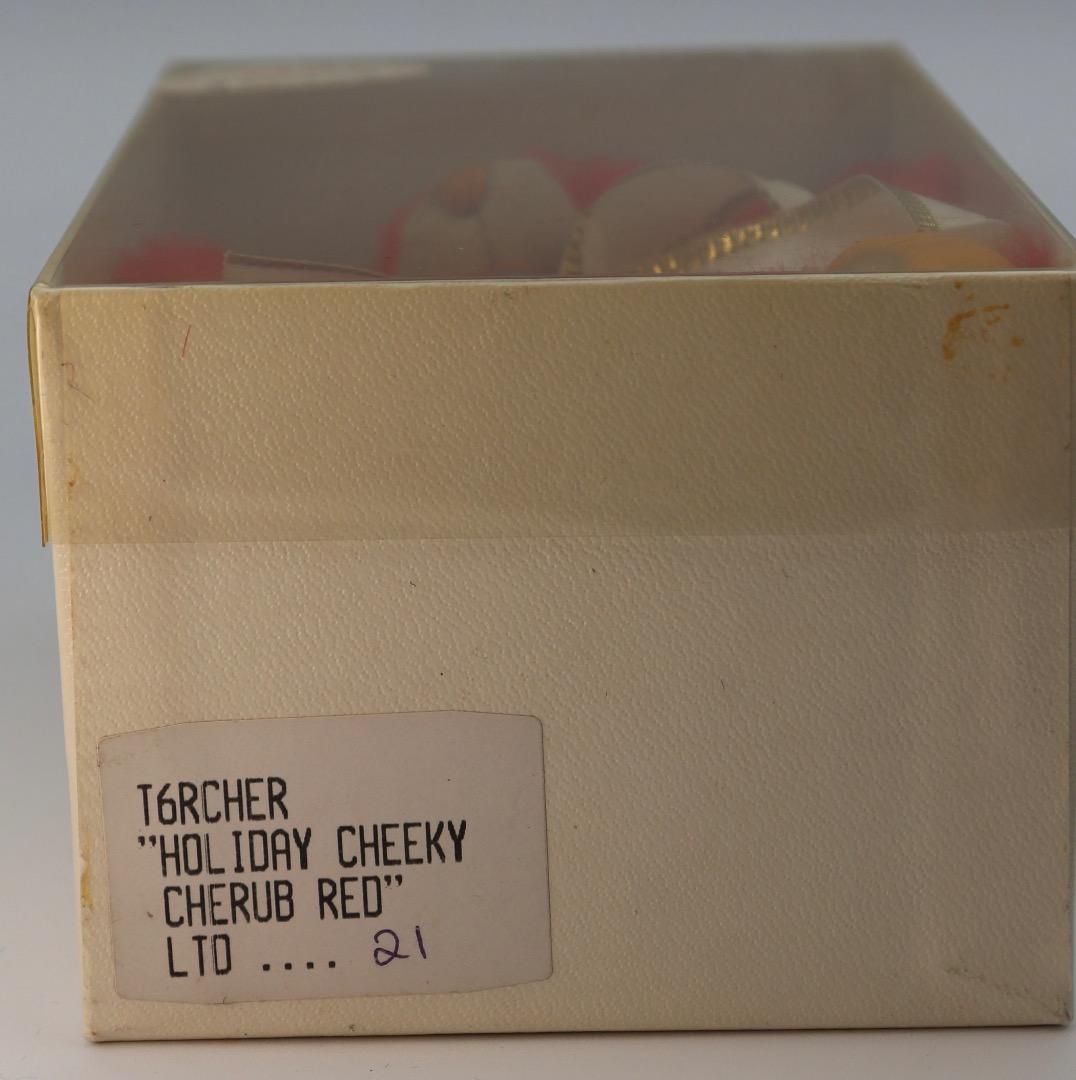 T6RCHER
"HOLIDAY CHEEKY
CHERUB RED"
LTD .... 21